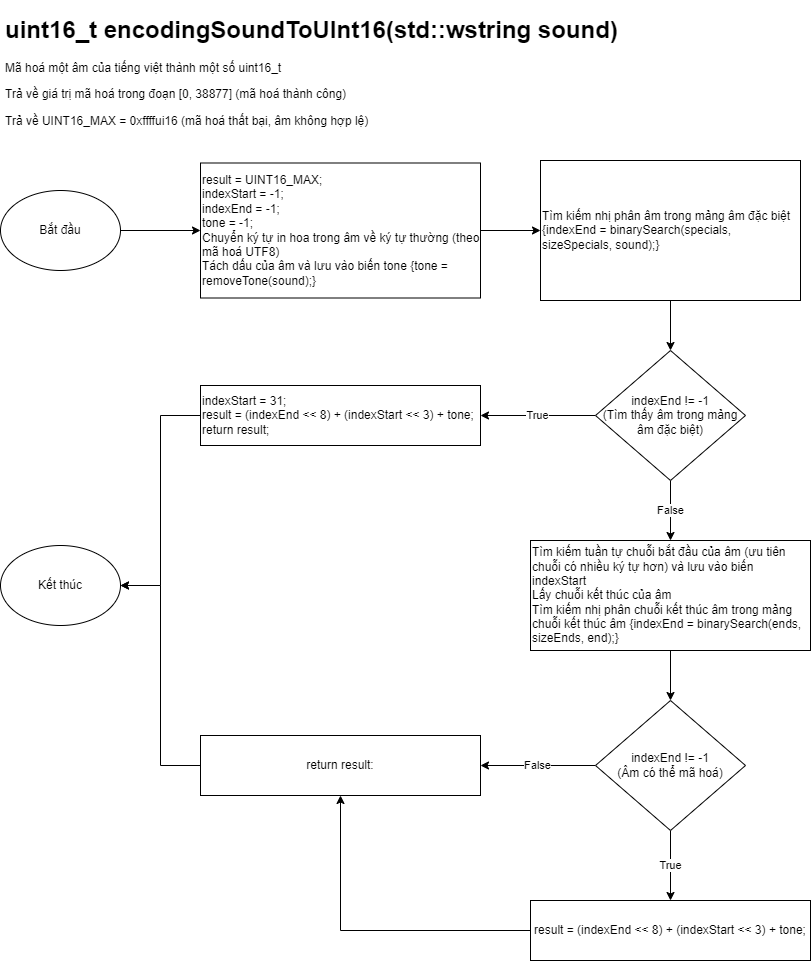 uint16_t encodingSoundToUInt16(std::wstring sound)
Mã hoá một âm của tiếng việt thành một số uint16_t
Trả về giá trị mã hoá trong đoạn [0, 38877] (mã hoá thành công)
Trả về UINT16_MAX = 0xffffui16 (mã hoá thất bại, âm không hợp lệ)
Bắt đầu
result = UINT16_MAX;
indexStart = -1;
indexEnd = -1;
tone = -1;
Chuyển ký tự in hoa trong âm về ký tự thường (theo
mã hoá UTF8)
Tách dấu của âm và lưu vào biến tone {tone =
removeTone(sound);}
Tìm kiếm nhị phân âm trong mảng âm đặc biệt
{indexEnd = binarySearch(specials,
sizeSpecials, sound);}
indexEnd != -1
(Tìm thấy âm trong mảng
âm đặc biệt)
True
indexStart = 31;
result = (indexEnd << 8) + (indexStart << 3) + tone;
return result;
False
Tìm kiếm tuần tự chuỗi bắt đầu của âm (ưu tiên
chuỗi có nhiều ký tự hơn) và lưu vào biến
indexStart
Lấy chuỗi kết thúc của âm
Tìm kiếm nhị phân chuỗi kết thúc âm trong mảng
chuỗi kết thúc âm {indexEnd = binarySearch(ends,
sizeEnds, end);}
Kết thúc
indexEnd != -1
(Âm có thể mã hoá)
False
return result:
True
result = (indexEnd << 8) + (indexStart << 3) + tone;